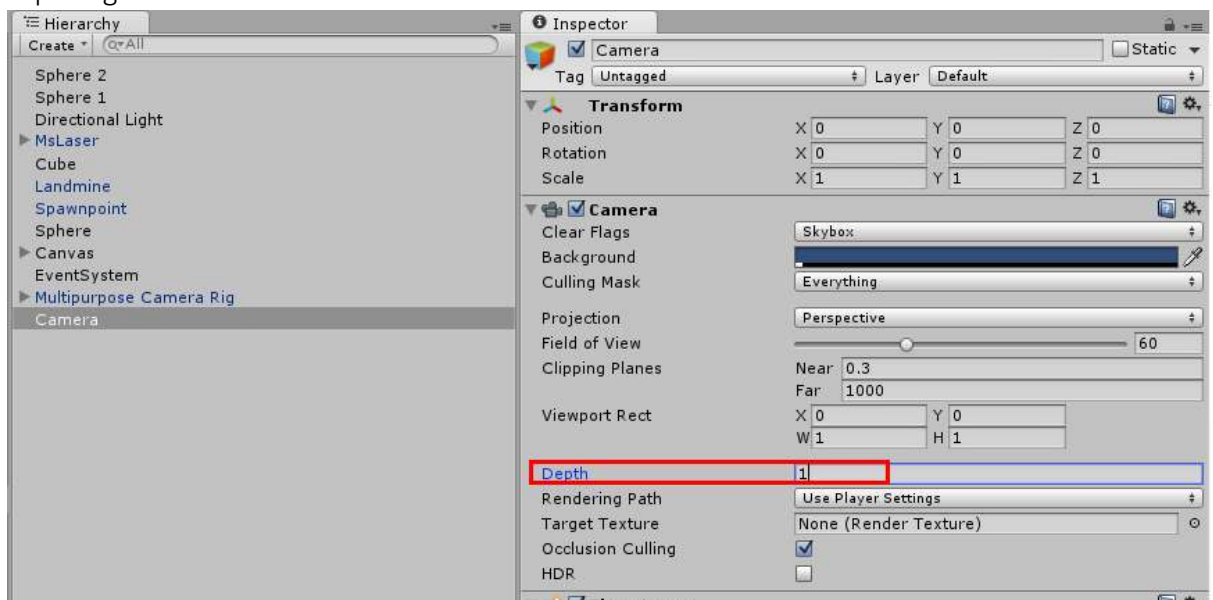 Hierarchy
Create
All
Sphere 2
Sphere 1
Directional Light
MsLaser
Cube
Landmine
Spawnpoint
Sphere
Canvas
EventSystem
Multipurpose Camera Rig
Camera
Inspector
Camera Static
Tag Untagged Layer Default
Transform
Position X 0 Y 0 Z 0
Rotation X 0 Y 0 Z 0
Scale X 1 Y 1 Z 1
Camera
Clear Flags Skybox
Background
Culling Mask Everything
Projection Perspective
Field of View 60
Clipping Planes Near 0.3
Far 1000
Viewport Rect X 0 Y 0
W 1 H 1
Depth 1
Rendering Path Use Player Settings
Target Texture None (Render Texture)
Occlusion Culling
HDR